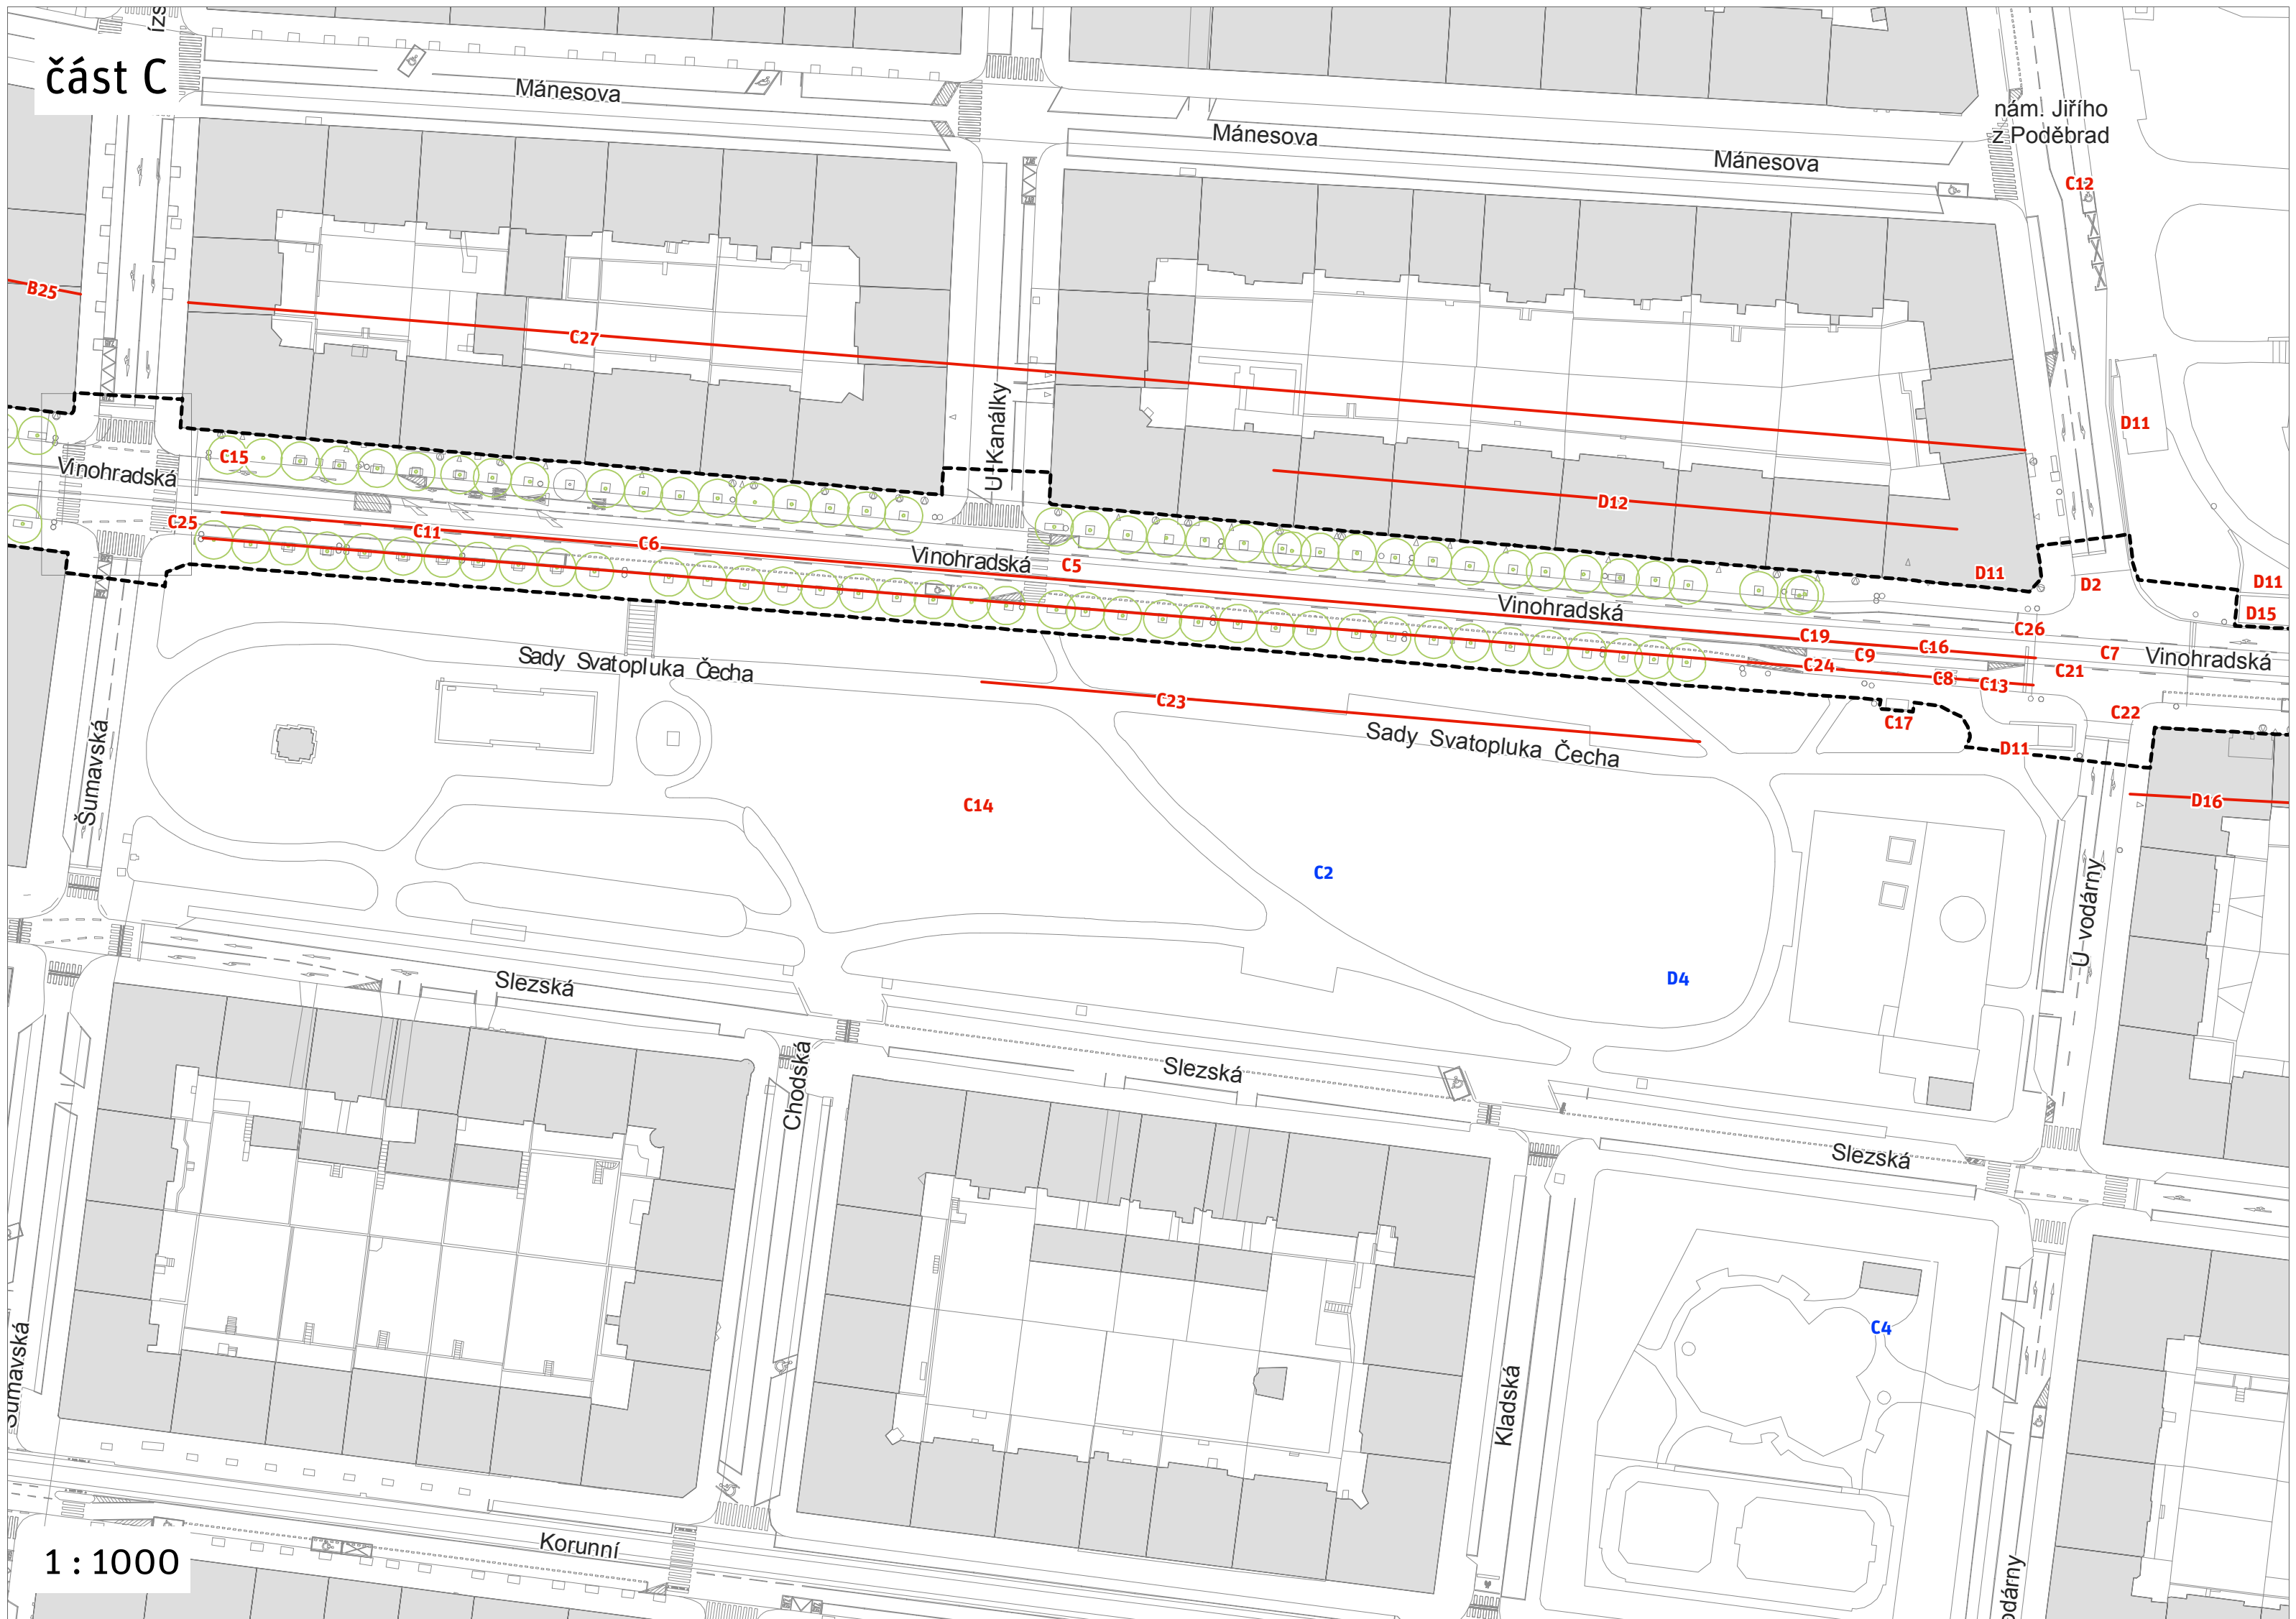 část C
ízs
Mánesova
Mánesova
Mánesova
nám. Jiřího
z Poděbrad
C12
B25
C27
U Kanálky
D11
Vinohradská
C15
D12
C25
C11
C6
Vinohradská
C5
D11
D2
D11
D15
Vinohradská
C26
C19
C16
C7
Vinohradská
C9
C24
C21
C8
C13
Sady Svatopluka Čecha
C23
C22
C17
Sady Svatopluka Čecha
D11
Šumavská
C14
D16
C2
U vodárny
D4
Slezská
Slezská
Chodská
Slezská
C4
Šumavská
Kladská
Korunní
1 : 1000
odárny